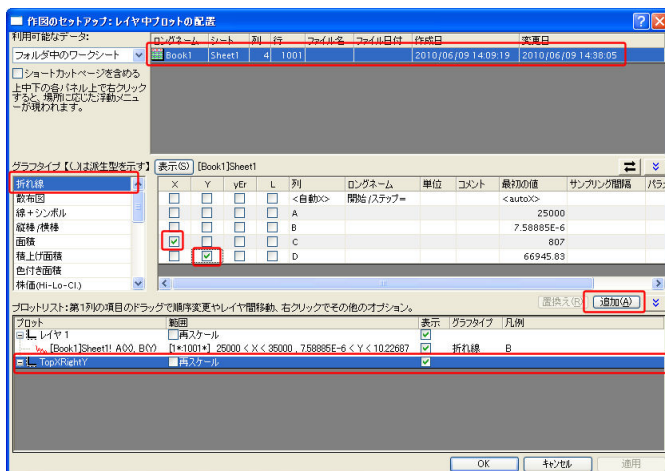 作図のセットアップ: レイヤ中プロットの配置
利用可能なデータ:
フォルダ中のワークシート
ショートカットページを含める
上中下の各パネル上で右クリック
すると、場所に応じた浮動メニュ
ーが現われます。
ロングネーム シート 列 行 ファイル名 ファイル日付 作成日 変更日
Book1 Sheet1 4 1001 2010/06/09 14:09:19 2010/06/09 14:38:05
グラフタイプ【(_)は派生型を示す】 表示(S) [Book1]Sheet1
折れ線
散布図
線+シンボル
縦棒/横棒
面積
積上げ面積
色付き面積
株価(Hi-Lo-Cl.)
X Y yEr L 列 ロングネーム 単位 コメント 最初の値 サンプリング間隔 パラ
<自動X> 開始/ステップ= <autoX>
A 25000
B 7.58885E-6
C 807
D 66945.83
プロットリスト: 第1列の項目のドラッグで順序変更やレイヤ間移動、右クリックでその他のオプション。
置換え(R) 追加(A)
プロット 範囲 表示 グラフタイプ 凡例
レイヤ 1 再スケール
[Book1]Sheet1! A(X), B(Y) [1*:1001*] 25000 < X < 35000 , 7.58885E-6 < Y < 10.22687 折れ線 B
TopXRightY 再スケール
OK キャンセル 適用